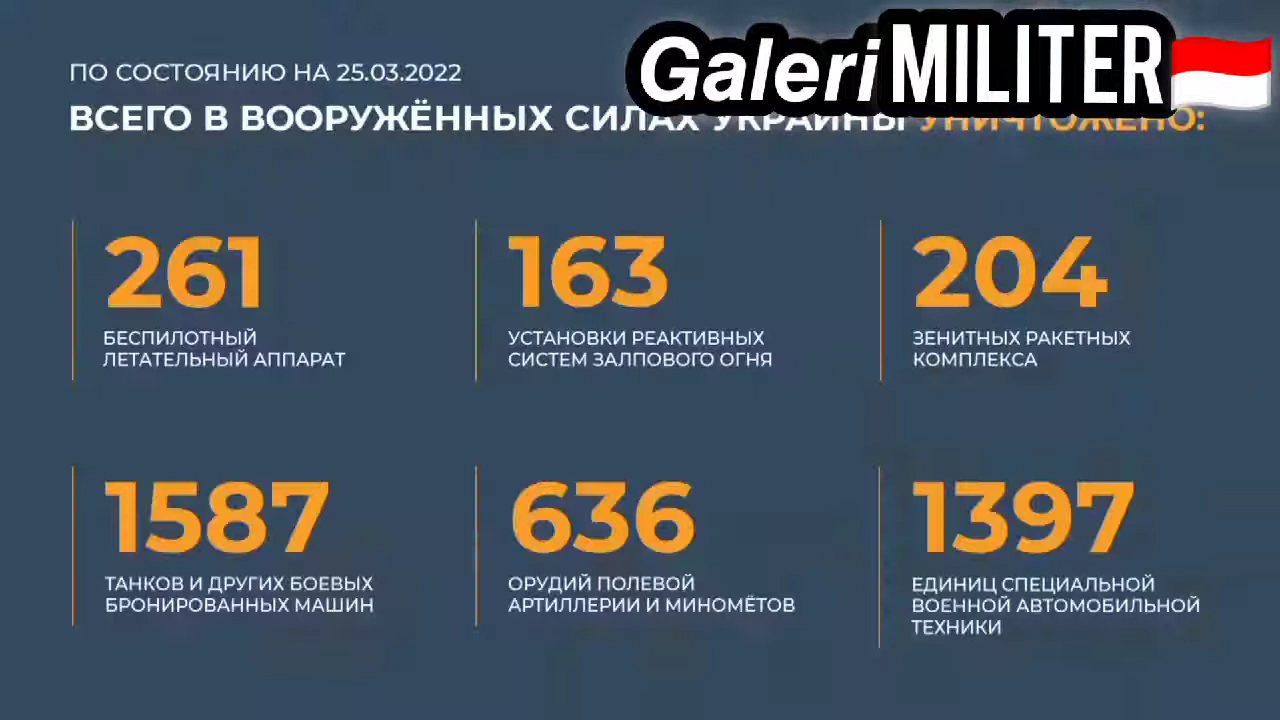 GaleriMILITER
ПО СОСТОЯНИЮ НА 25.03.2022
ВСЕГО В ВООРУЖЁННЫХ СИЛАХ УКРАИНЫ УНИЧТОЖЕНО:
261
БЕСПИЛОТНЫЙ
ЛЕТАТЕЛЬНЫЙ АППАРАТ
163
УСТАНОВКИ РЕАКТИВНЫХ
СИСТЕМ ЗАЛПОВОГО ОГНЯ
204
ЗЕНИТНЫХ РАКЕТНЫХ
КОМПЛЕКСА
1587
ТАНКОВ И ДРУГИХ БОЕВЫХ
БРОНИРОВАННЫХ МАШИН
636
ОРУДИЙ ПОЛЕВОЙ
АРТИЛЛЕРИИ И МИНОМЁТОВ
1397
ЕДИНИЦ СПЕЦИАЛЬНОЙ
ВОЕННОЙ АВТОМОБИЛЬНОЙ
ТЕХНИКИ